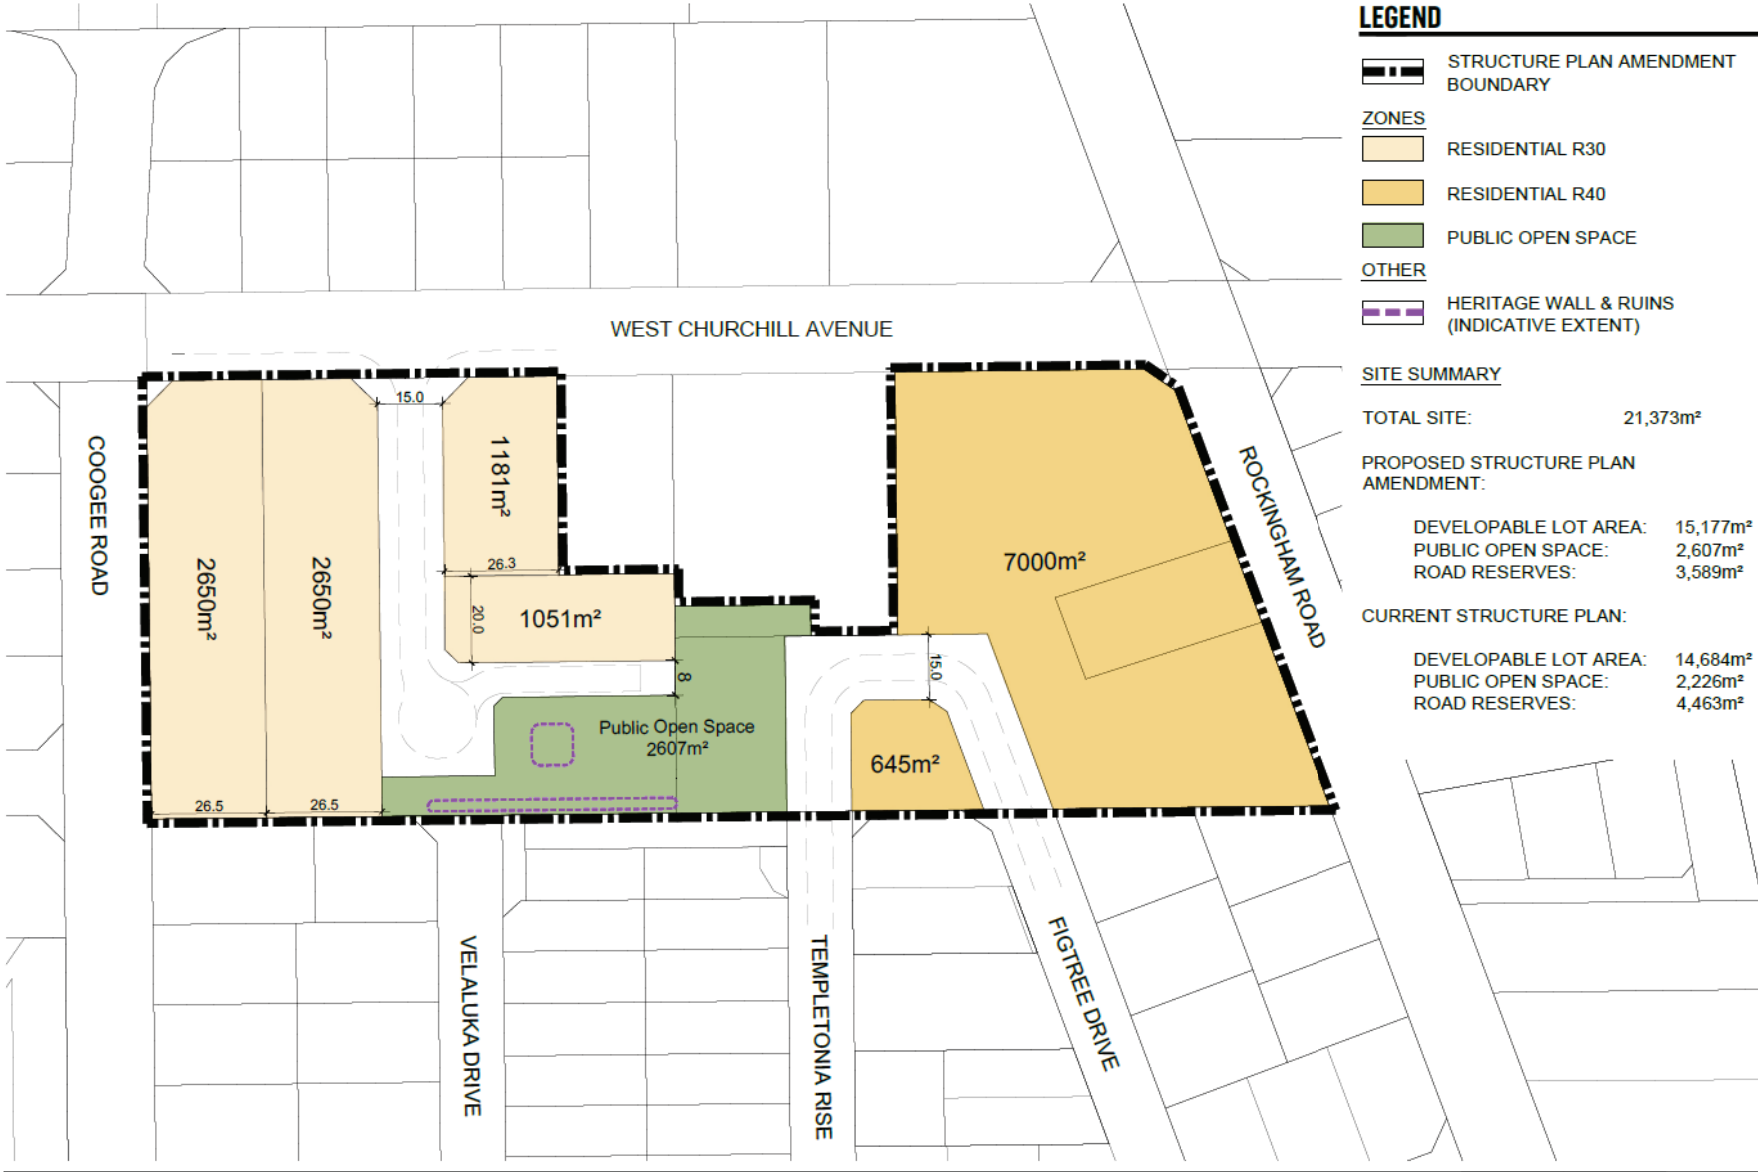 LEGEND
STRUCTURE PLAN AMENDMENT
BOUNDARY
ZONES
RESIDENTIAL R30
RESIDENTIAL R40
PUBLIC OPEN SPACE
OTHER
HERITAGE WALL & RUINS
(INDICATIVE EXTENT)
SITE SUMMARY
TOTAL SITE: 21,373m²
PROPOSED STRUCTURE PLAN
AMENDMENT:
DEVELOPABLE LOT AREA: 15,177m²
PUBLIC OPEN SPACE: 2,607m²
ROAD RESERVES: 3,589m²
CURRENT STRUCTURE PLAN:
DEVELOPABLE LOT AREA: 14,684m²
PUBLIC OPEN SPACE: 2,226m²
ROAD RESERVES: 4,463m²
WEST CHURCHILL AVENUE
COOGEE ROAD
ROCKINGHAM ROAD
15.0
1181m²
26.3
2650m²
2650m²
20.0
1051m²
7000m²
15.0
8
Public Open Space
2607m²
645m²
26.5
26.5
VELALUKA DRIVE
TEMPLETONIA RISE
FIGTREE DRIVE